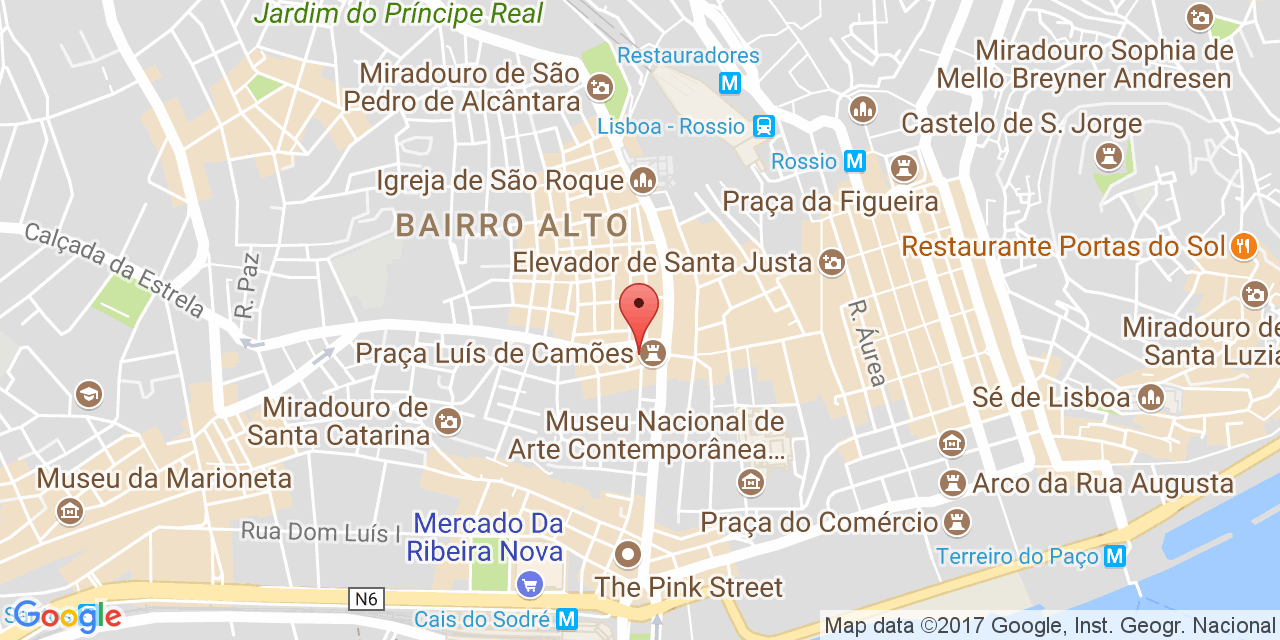 Jardim do Príncipe Real
Restauradores
M
Miradouro Sophia de
Mello Breyner Andresen
Miradouro de São
Pedro de Alcântara
Lisboa - Rossio
Castelo de S. Jorge
Rossio
M
Igreja de São Roque
Praça da Figueira
BAIRRO ALTO
Calçada da Estrela
R. Paz
Elevador de Santa Justa
Restaurante Portas do Sol
R. Áurea
Miradouro de
Santa Luzia
Praça Luís de Camões
Sé de Lisboa
Miradouro de
Santa Catarina
Museu Nacional de
Arte Contemporânea...
Museu da Marioneta
Arco da Rua Augusta
Rua Dom Luís I
Mercado Da
Ribeira Nova
Praça do Comércio
Terreiro do Paço
M
The Pink Street
N6
Cais do Sodré
M
Google
Map data ©2017 Google, Inst. Geogr. Nacional